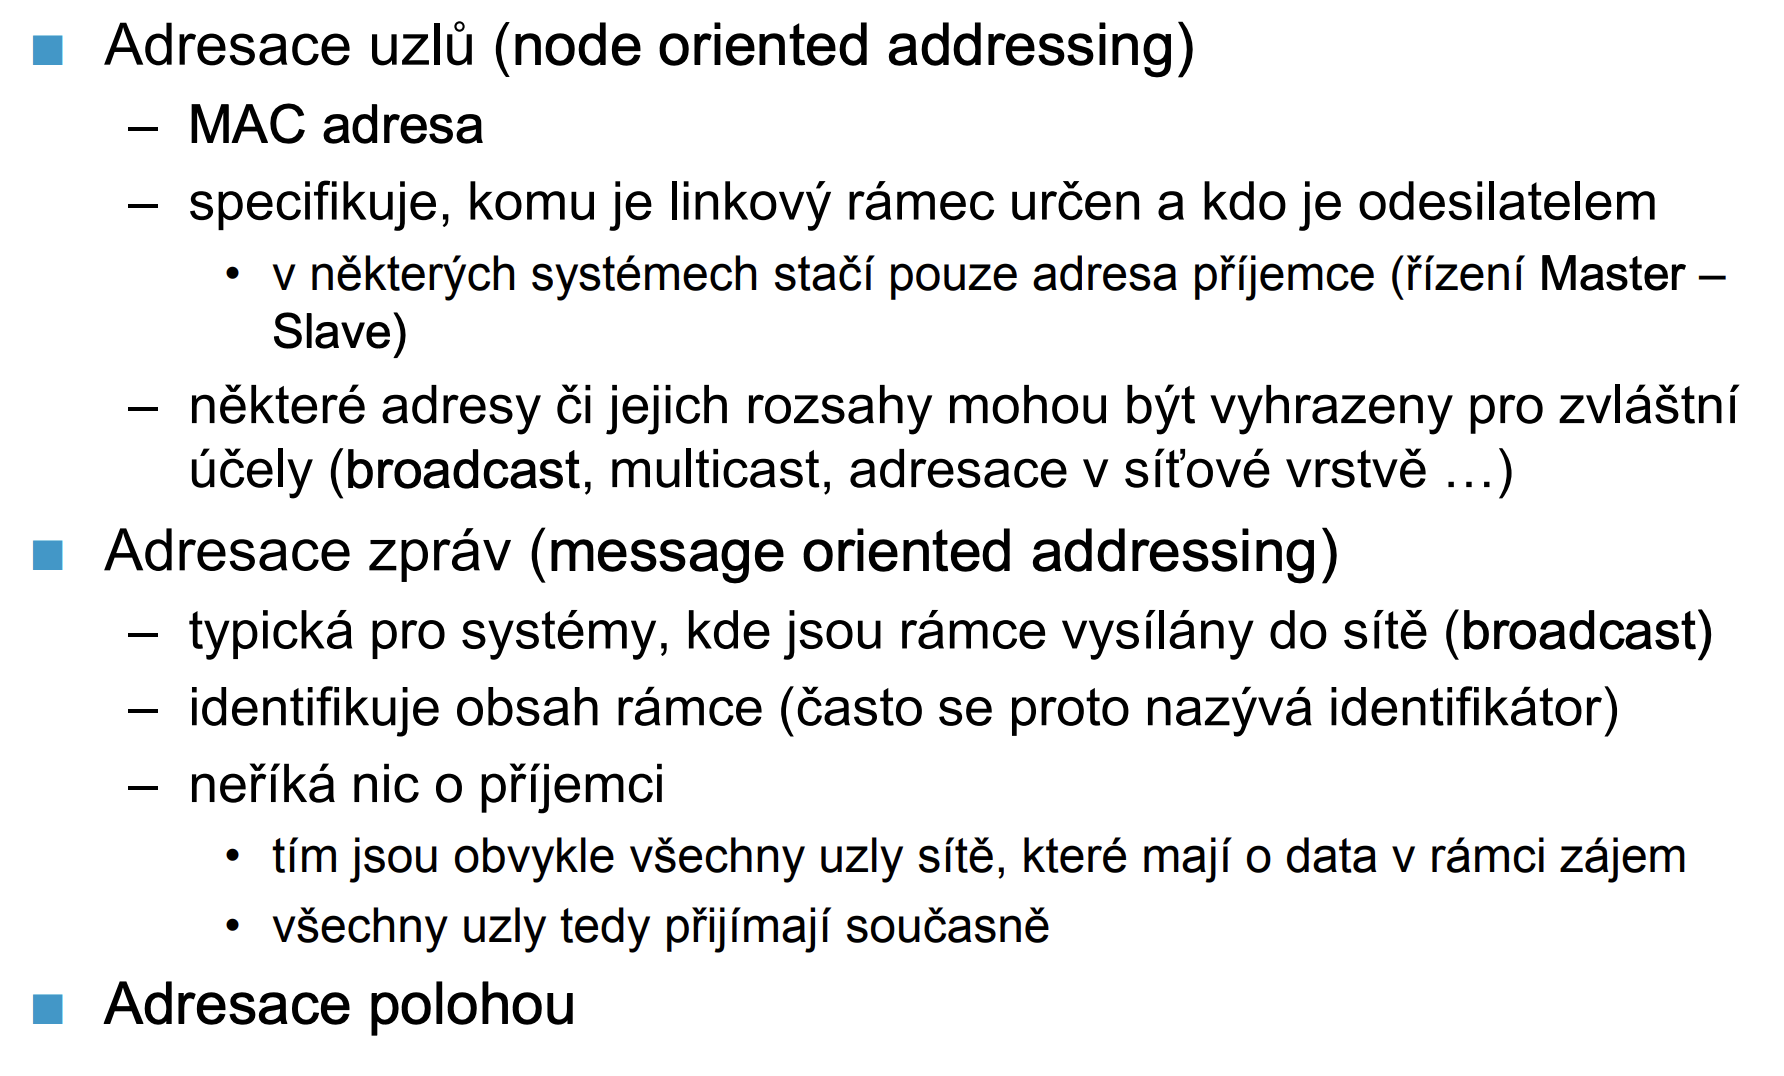 ■ Adresace uzlů (node oriented addressing)
– MAC adresa
– specifikuje, komu je linkový rámec určen a kdo je odesilatelem
• v některých systémech stačí pouze adresa příjemce (řízení Master –
Slave)
– některé adresy či jejich rozsahy mohou být vyhrazeny pro zvláštní
účely (broadcast, multicast, adresace v síťové vrstvě …)
■ Adresace zpráv (message oriented addressing)
– typická pro systémy, kde jsou rámce vysílány do sítě (broadcast)
– identifikuje obsah rámce (často se proto nazývá identifikátor)
– neříká nic o příjemci
• tím jsou obvykle všechny uzly sítě, které mají o data v rámci zájem
• všechny uzly tedy přijímají současně
■ Adresace polohou